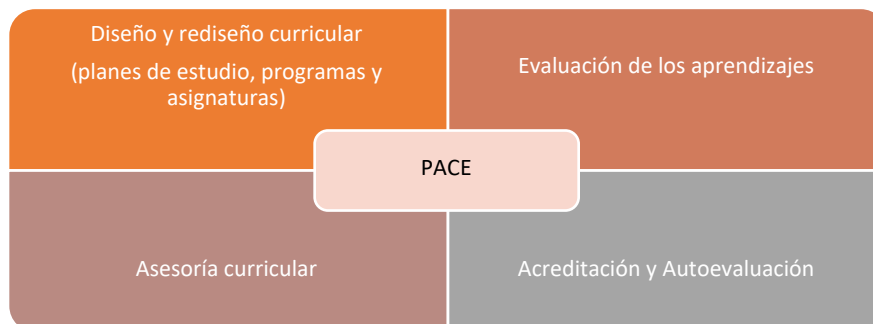 Diseño y rediseño curricular
(planes de estudio, programas y
asignaturas)
Evaluación de los aprendizajes
PACE
Asesoría curricular
Acreditación y Autoevaluación